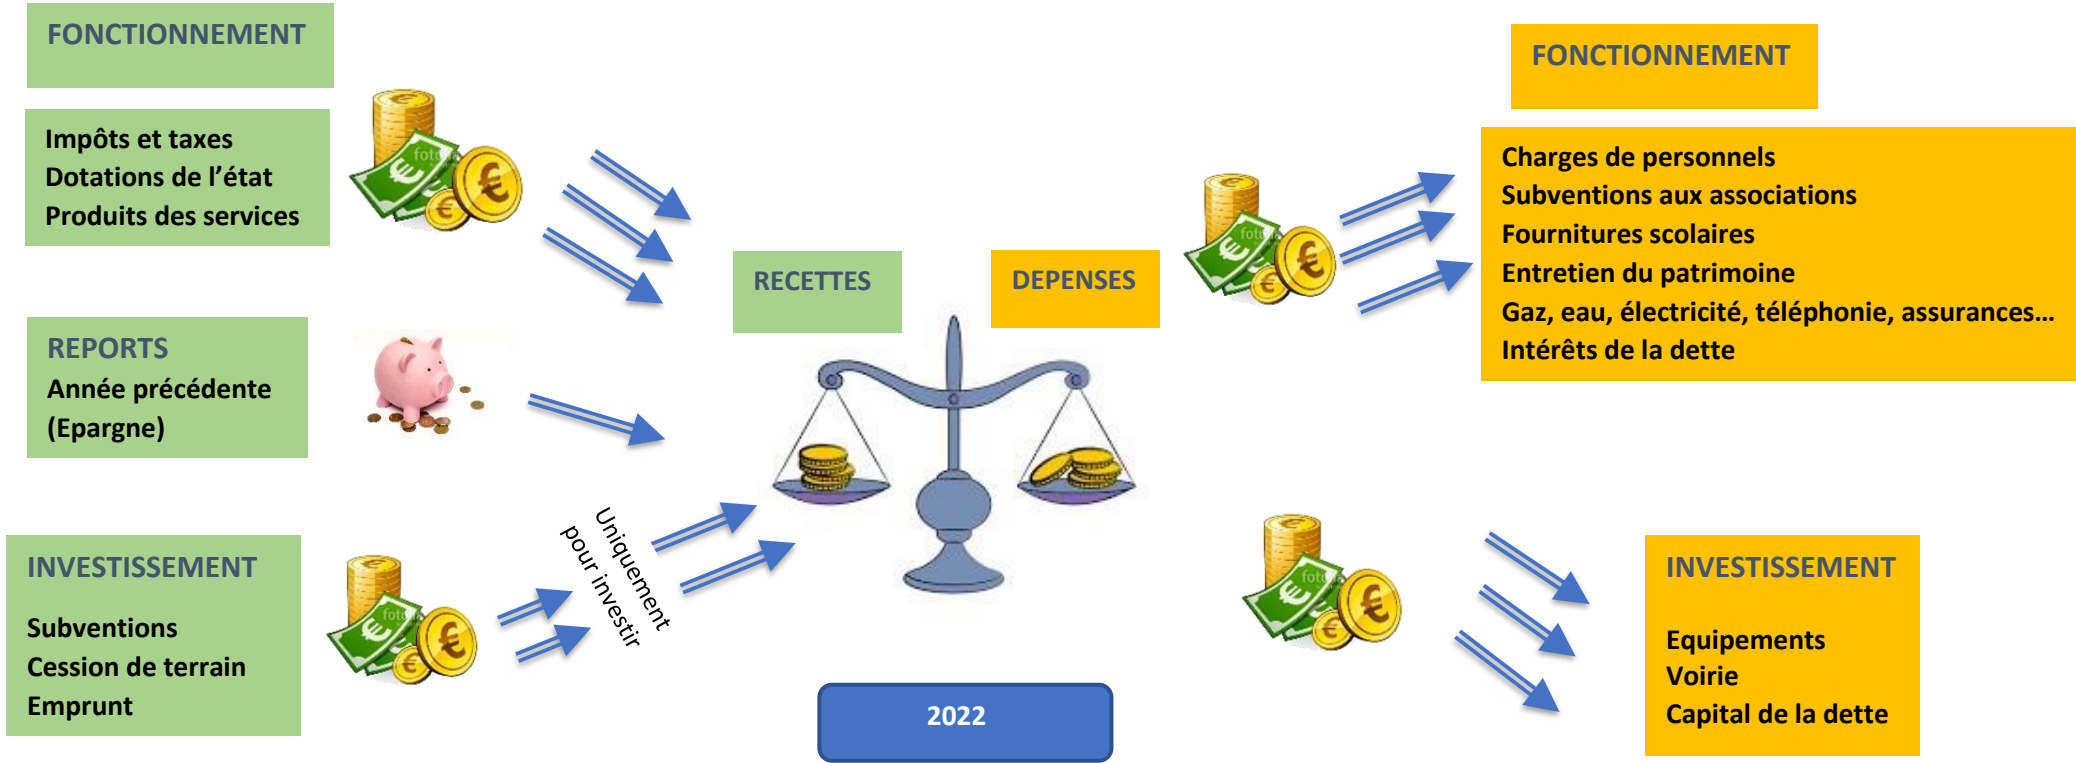 FONCTIONNEMENT
Impôts et taxes
Dotations de l'état
Produits des services
REPORTS
Année précédente
(Epargne)
INVESTISSEMENT
Subventions
Cession de terrain
Emprunt
Uniquement
pour investir
RECETTES
DEPENSES
2022
FONCTIONNEMENT
Charges de personnels
Subventions aux associations
Fournitures scolaires
Entretien du patrimoine
Gaz, eau, électricité, téléphonie, assurances…
Intérêts de la dette
INVESTISSEMENT
Equipements
Voirie
Capital de la dette